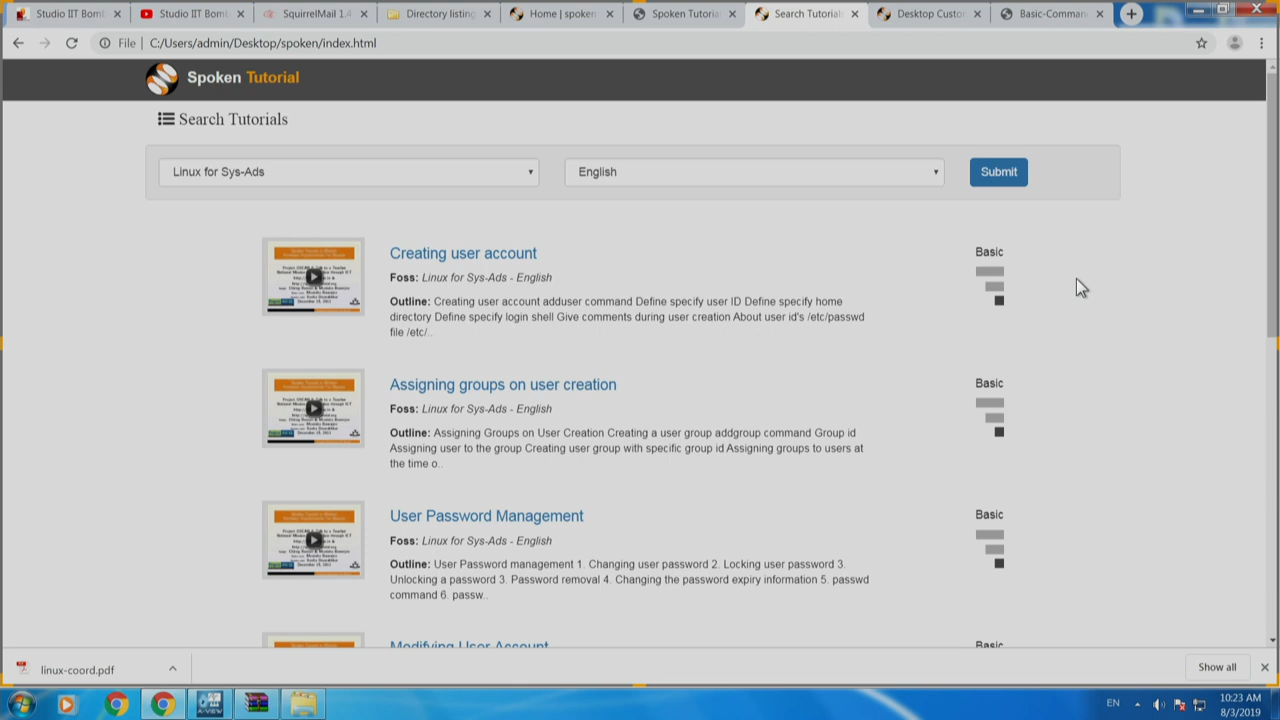 Studio IIT Bomb
Studio IIT Bomb
SquirrelMail 1.4
Directory listing
Home | spoken
Spoken Tutoria
Search Tutorials
Desktop Custo
Basic-Comman
File | C:/Users/admin/Desktop/spoken/index.html
Spoken Tutorial
Search Tutorials
Linux for Sys-Ads
English
Submit
Creating user account
Basic
Foss: Linux for Sys-Ads - English
Outline: Creating user account adduser command Define specify user ID Define specify home
directory Define specify login shell Give comments during user creation About user id's /etc/passwd
file /etc/..
Assigning groups on user creation
Basic
Foss: Linux for Sys-Ads - English
Outline: Assigning Groups on User Creation Creating a user group addgroup command Group id
Assigning user to the group Creating user group with specific group id Assigning groups to users at
the time o..
User Password Management
Basic
Foss: Linux for Sys-Ads - English
Outline: User Password management 1. Changing user password 2. Locking user password 3.
Unlocking a password 3. Password removal 4. Changing the password expiry information 5. passwd
command 6. passw..
Modifying User Account
Basic
linux-coord.pdf
Show all
EN
10:23 AM
8/3/2019